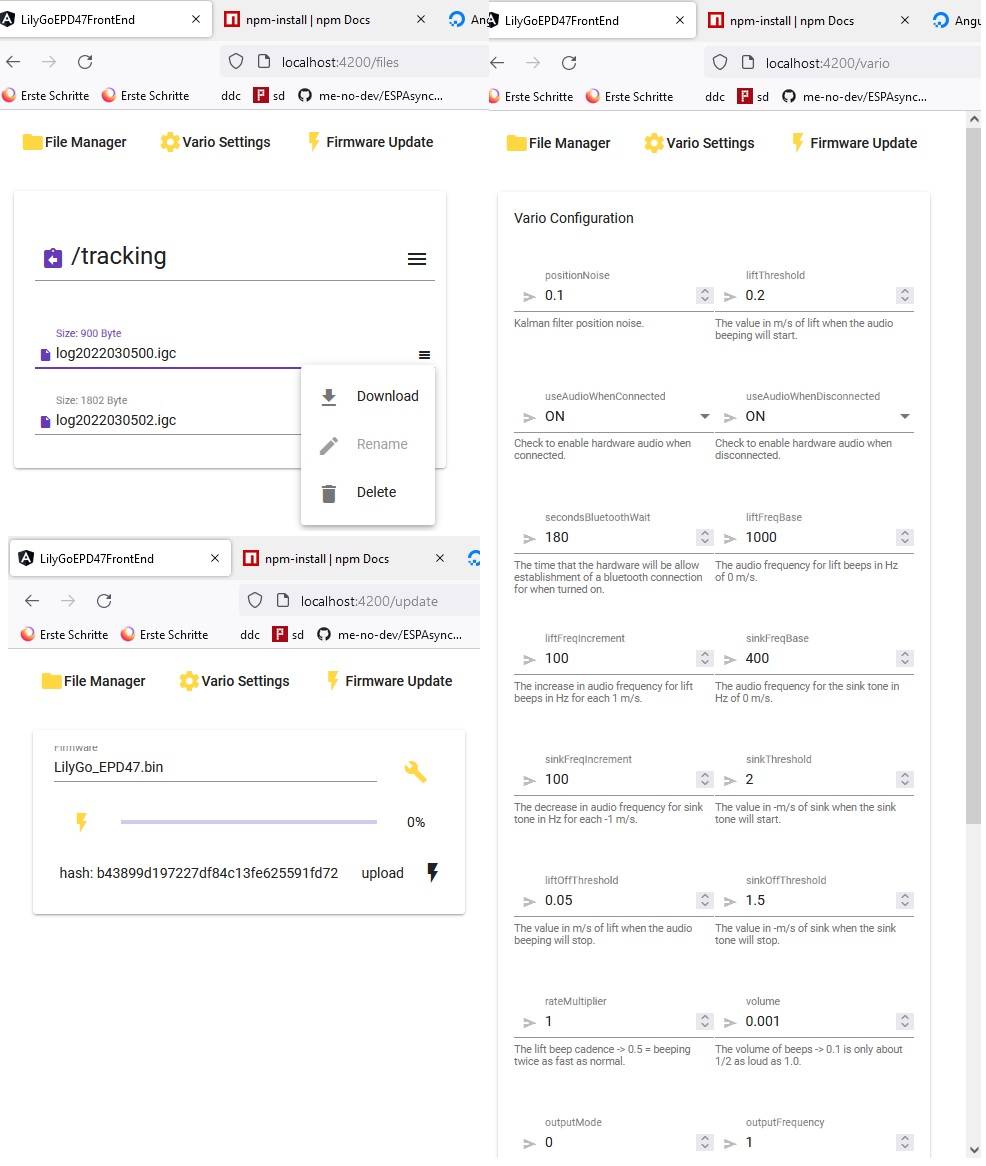 LilyGoEPD47FrontEnd
npm-install | npm Docs
localhost:4200/files
Erste Schritte
Erste Schritte
ddc
sd
me-no-dev/ESPAsync...
File Manager
Vario Settings
Firmware Update
/tracking
Size: 900 Byte
log2022030500.igc
Size: 1802 Byte
log2022030502.igc
Download
Rename
Delete
LilyGoEPD47FrontEnd
npm-install | npm Docs
localhost:4200/update
Erste Schritte
Erste Schritte
ddc
sd
me-no-dev/ESPAsync...
File Manager
Vario Settings
Firmware Update
Firmware
LilyGo_EPD47.bin
0%
hash: b43899d197227df84c13fe625591fd72
upload
LilyGoEPD47FrontEnd
npm-install | npm Docs
Angu
localhost:4200/vario
Erste Schritte
Erste Schritte
ddc
sd
me-no-dev/ESPAsync...
File Manager
Vario Settings
Firmware Update
Vario Configuration
positionNoise
0.1
Kalman filter position noise.
liftThreshold
0.2
The value in m/s of lift when the audio
beeping will start.
useAudioWhenConnected
ON
Check to enable hardware audio when
connected.
useAudioWhenDisconnected
ON
Check to enable hardware audio when
disconnected.
secondsBluetoothWait
180
The time that the hardware will be allow
establishment of a bluetooth connection
for when turned on.
liftFreqBase
1000
The audio frequency for lift beeps in Hz
of 0 m/s.
liftFreqIncrement
100
The increase in audio frequency for lift
beeps in Hz for each 1 m/s.
sinkFreqBase
400
The audio frequency for the sink tone in
Hz of 0 m/s.
sinkFreqIncrement
100
The decrease in audio frequency for sink
tone in Hz for each -1 m/s.
sinkThreshold
2
The value in -m/s of sink when the sink
tone will start.
liftOffThreshold
0.05
The value in m/s of lift when the audio
beeping will stop.
sinkOffThreshold
1.5
The value in -m/s of sink when the sink
tone will stop.
rateMultiplier
1
The lift beep cadence -> 0.5 = beeping
twice as fast as normal.
volume
0.001
The volume of beeps -> 0.1 is only about
1/2 as loud as 1.0.
outputMode
0
outputFrequency
1